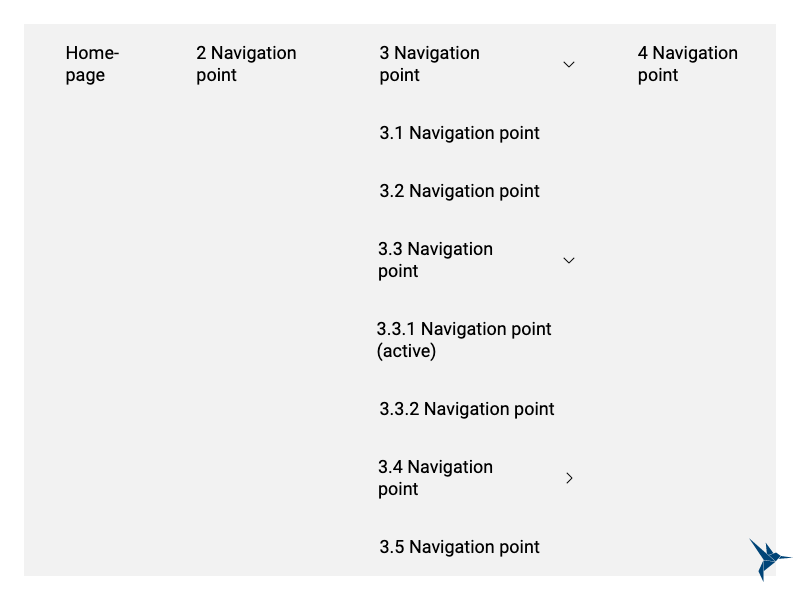 Home-
page
2 Navigation
point
3 Navigation
point
4 Navigation
point
3.1 Navigation point
3.2 Navigation point
3.3 Navigation
point
3.3.1 Navigation point
(active)
3.3.2 Navigation point
3.4 Navigation
point
3.5 Navigation point